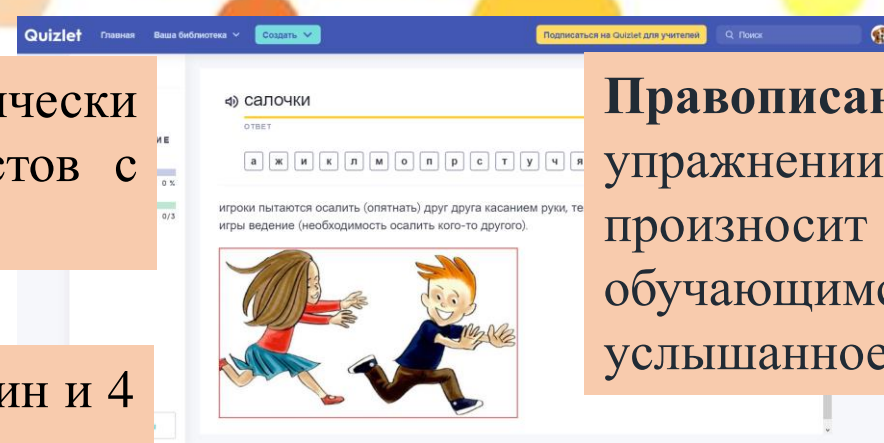 Quizlet Главная Ваша библиотека Создать Подписаться на Quizlet для учителей Поиск
ически
стов с
ИЕ
0 %
0/3
ин и 4
салочки
ОТВЕТ
а ж и к л м о п р с т у ч я
игроки пытаются осалить (опятнать) друг друга касанием руки, те
игры ведение (необходимость осалить кого-то другого).
Правописан
упражнении
произносит
обучающимс
услышанное